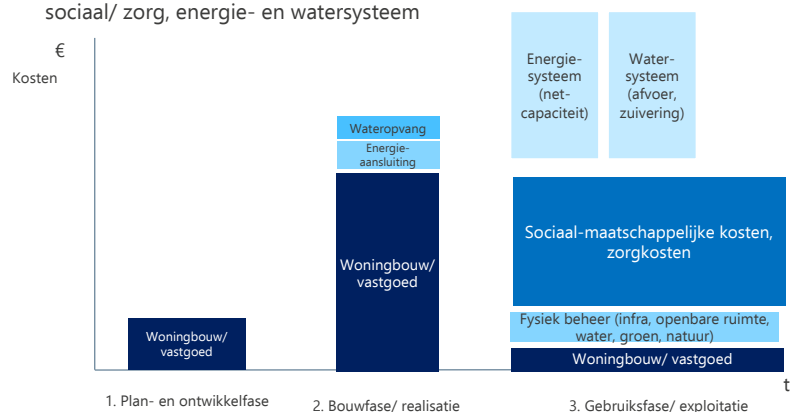 sociaal/ zorg, energie- en watersysteem
€
Kosten
Energie-
systeem
(net-
capaciteit)
Water-
systeem
(afvoer,
zuivering)
Wateropvang
Energie-
aansluiting
Woningbouw/
vastgoed
Sociaal-maatschappelijke kosten,
zorgkosten
Woningbouw/
vastgoed
Fysiek beheer (infra, openbare ruimte,
water, groen, natuur)
Woningbouw/ vastgoed
t
1. Plan- en ontwikkelfase
2. Bouwfase/ realisatie
3. Gebruiksfase/ exploitatie